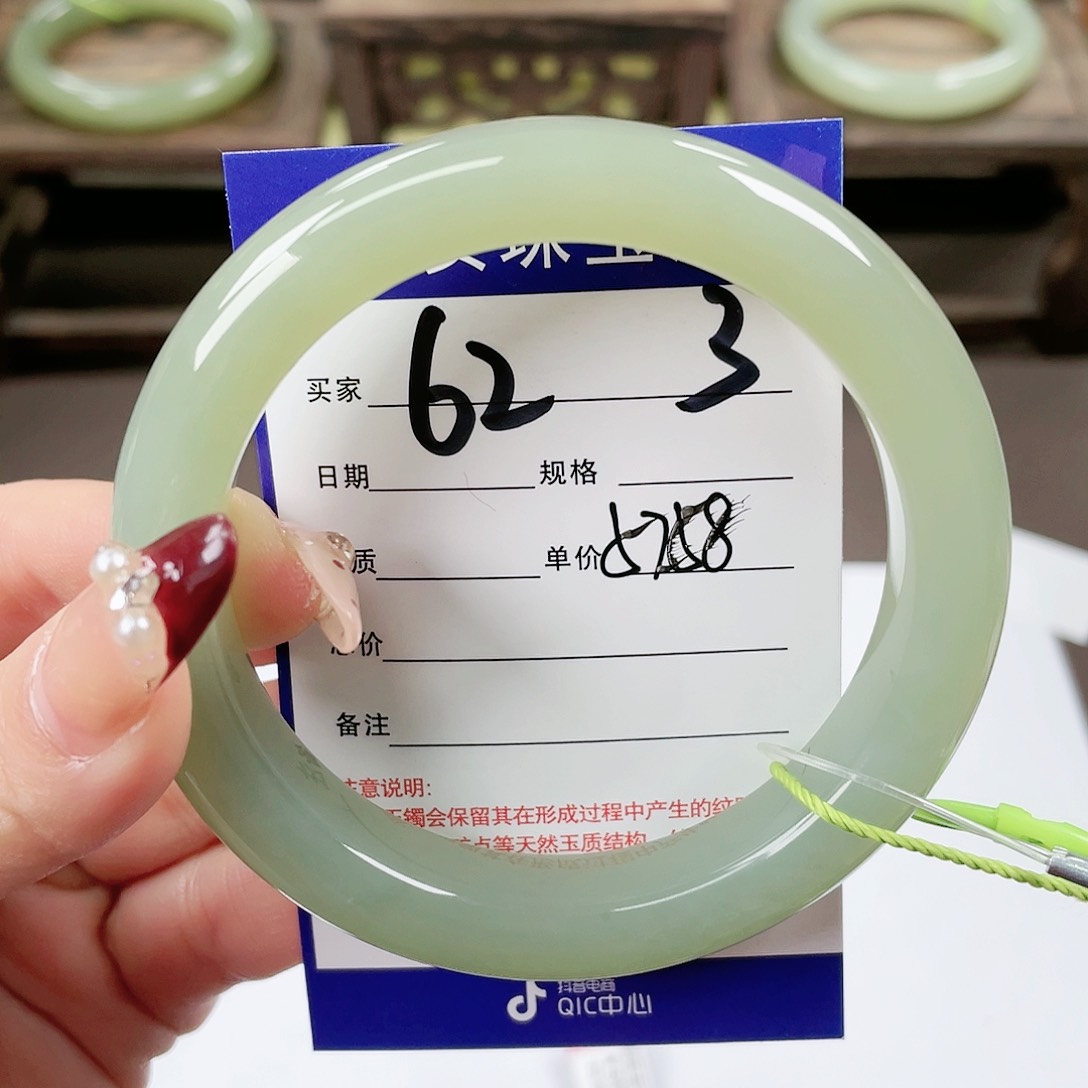 珠
买家 62 3
日期 规格
质 单价
价
备注
意说明:
玉镯会保留其在形成过程中产生的纹
点等天然玉质结构
抖音电商
QIC中心